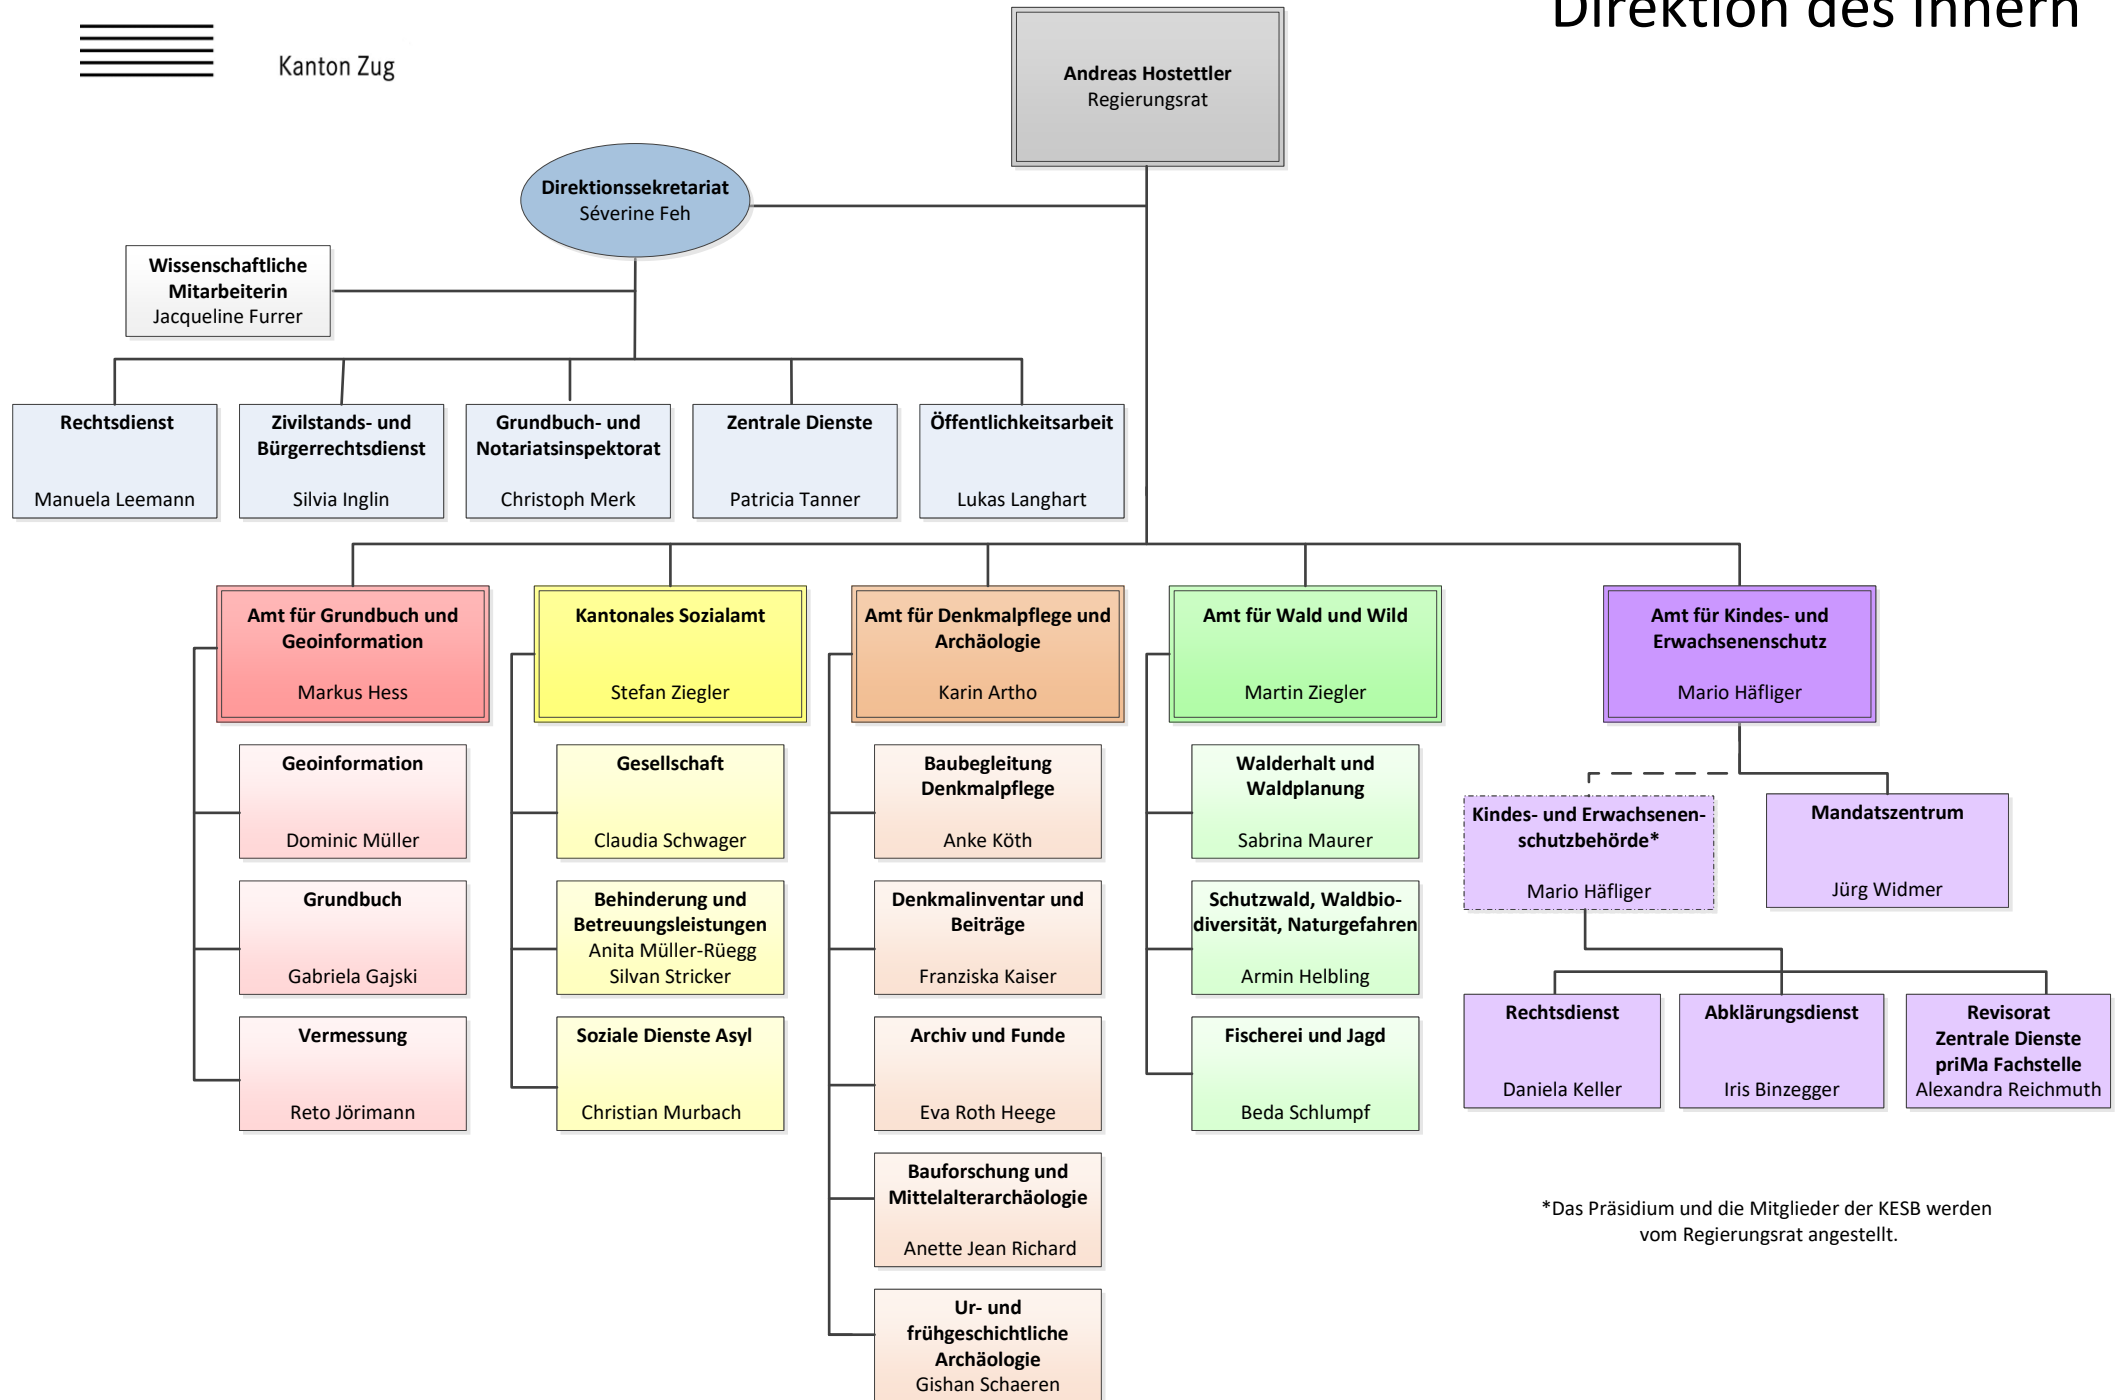 Direktion des Innern
Kanton Zug
Andreas Hostettler
Regierungsrat
Direktionssekretariat
Séverine Feh
Wissenschaftliche
Mitarbeiterin
Jacqueline Furrer
Rechtsdienst
Manuela Leemann
Zivilstands- und
Bürgerrechtsdienst
Silvia Inglin
Grundbuch- und
Notariatsinspektorat
Christoph Merk
Zentrale Dienste
Patricia Tanner
Öffentlichkeitsarbeit
Lukas Langhart
Amt für Grundbuch und
Geoinformation
Markus Hess
Kantonales Sozialamt
Stefan Ziegler
Amt für Denkmalpflege und
Archäologie
Karin Artho
Amt für Wald und Wild
Martin Ziegler
Amt für Kindes- und
Erwachsenenschutz
Mario Häfliger
Geoinformation
Dominic Müller
Grundbuch
Gabriela Gajski
Vermessung
Reto Jörimann
Gesellschaft
Claudia Schwager
Behinderung und
Betreuungsleistungen
Anita Müller-Rüegg
Silvan Stricker
Soziale Dienste Asyl
Christian Murbach
Baubegleitung
Denkmalpflege
Anke Köth
Denkmalinventar und
Beiträge
Franziska Kaiser
Archiv und Funde
Eva Roth Heege
Bauforschung und
Mittelalterarchäologie
Anette Jean Richard
Ur- und
frühgeschichtliche
Archäologie
Gishan Schaeren
Walderhalt und
Waldplanung
Sabrina Maurer
Schutzwald, Waldbio-
diversität, Naturgefahren
Armin Helbling
Fischerei und Jagd
Beda Schlumpf
Kindes- und Erwachsenen-
schutzbehörde*
Mario Häfliger
Mandatszentrum
Jürg Widmer
Rechtsdienst
Daniela Keller
Abklärungsdienst
Iris Binzegger
Revisorat
Zentrale Dienste
priMa Fachstelle
Alexandra Reichmuth
*Das Präsidium und die Mitglieder der KESB werden
vom Regierungsrat angestellt.